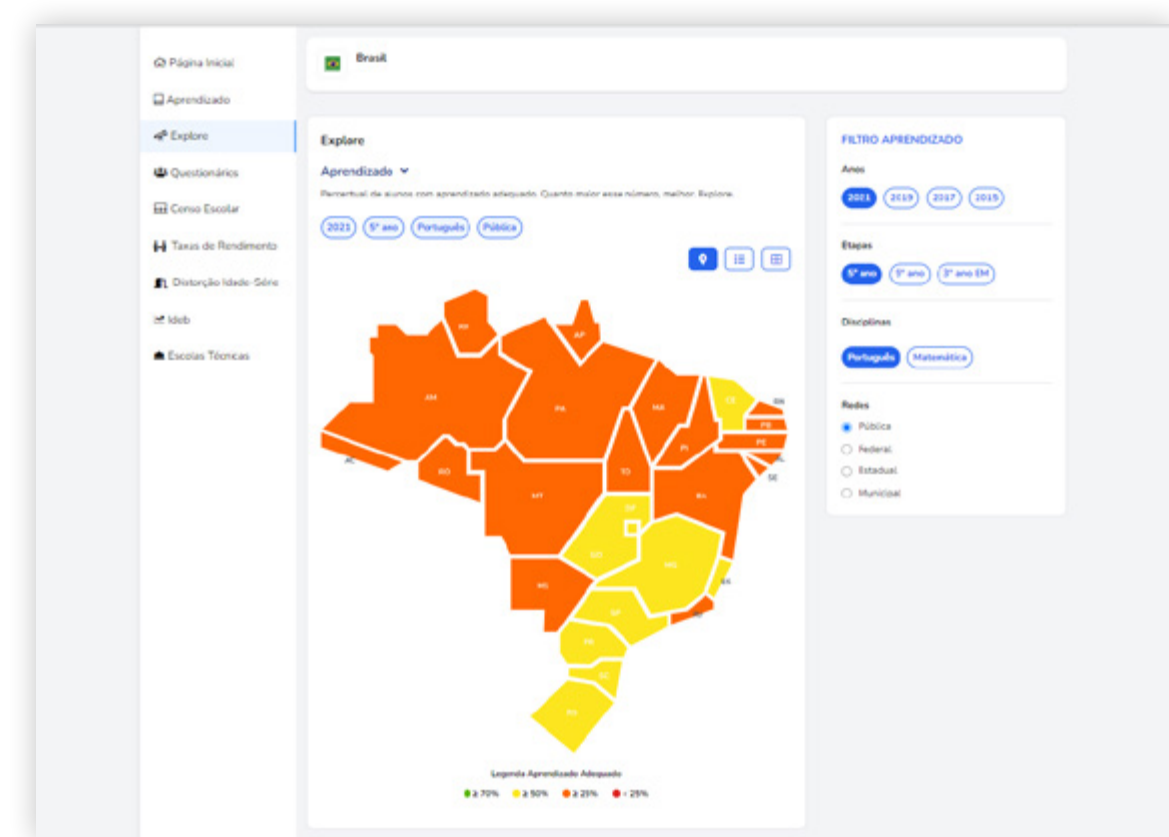 Página Inicial
Aprendizado
Explore
Questionários
Censo Escolar
Taxas de Rendimento
Distorção Idade-Série
Ideb
Escolas Técnicas
Brasil
Explore
Aprendizado
Percentual de alunos com aprendizado adequado. Quanto maior esse número, melhor. Explore.
2021 5º ano Português Pública
RR
AP
AM
PA
MA
CE
RN
PB
PE
PI
AC
RO
TO
SE
MT
BA
DF
GO
MG
ES
MS
SP
RJ
PR
SC
RS
Legenda Aprendizado Adequado
≥ 70% ≥ 50% ≥ 25% < 25%
FILTRO APRENDIZADO
Anos
2021 2019 2017 2015
Etapas
5º ano 3º ano EM
Disciplinas
Português Matemática
Redes
Pública
Federal
Estadual
Municipal